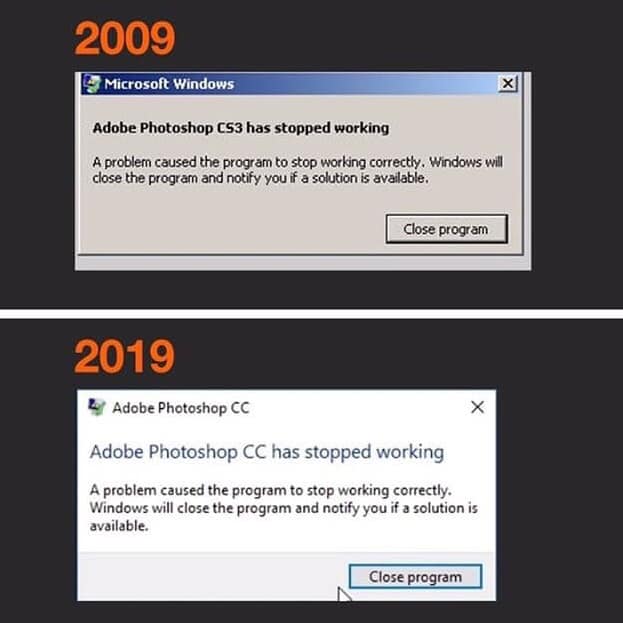 2009
Microsoft Windows
Adobe Photoshop CS3 has stopped working
A problem caused the program to stop working correctly. Windows will
close the program and notify you if a solution is available.
Close program
2019
Adobe Photoshop CC
Adobe Photoshop CC has stopped working
A problem caused the program to stop working correctly.
Windows will close the program and notify you if a solution is
available.
Close program